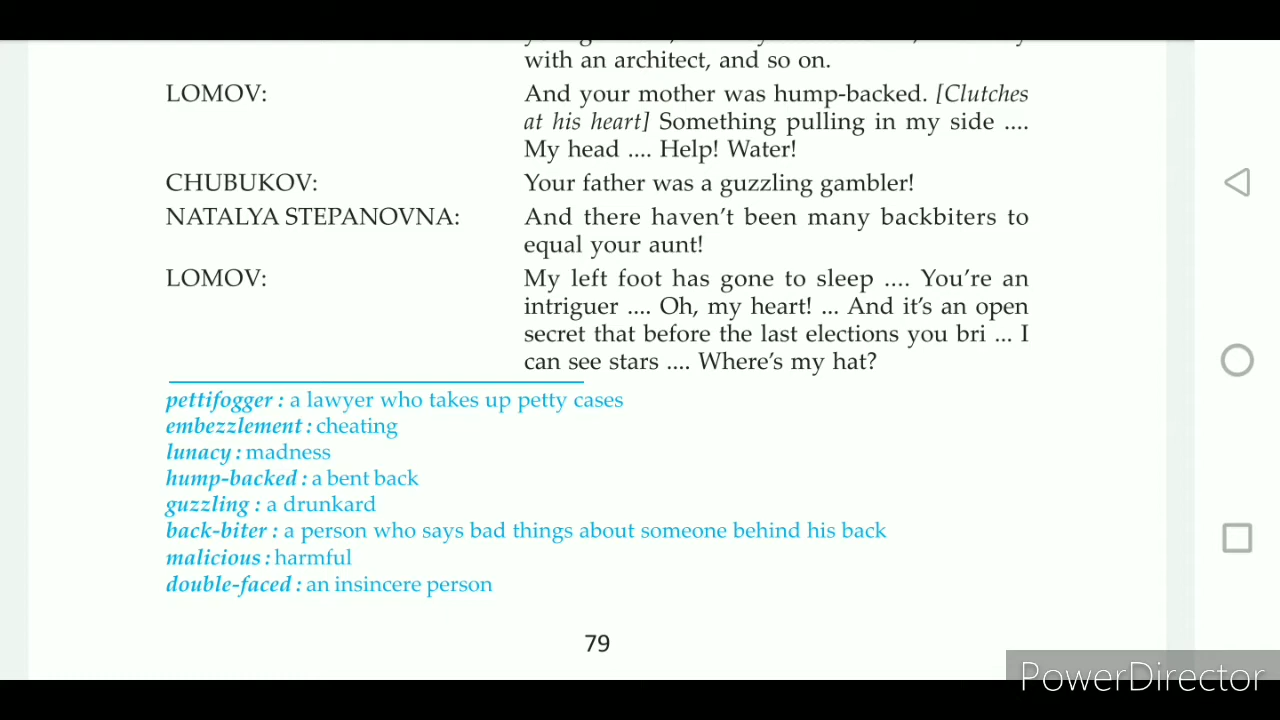 with an architect, and so on.
LOMOV: And your mother was hump-backed. [Clutches
at his heart] Something pulling in my side ....
My head .... Help! Water!
CHUBUKOV: Your father was a guzzling gambler!
NATALYA STEPANOVNA: And there haven't been many backbiters to
equal your aunt!
LOMOV: My left foot has gone to sleep .... You're an
intriguer .... Oh, my heart! ... And it's an open
secret that before the last elections you bri ... I
can see stars .... Where's my hat?
pettifogger : a lawyer who takes up petty cases
embezzlement : cheating
lunacy : madness
hump-backed : a bent back
guzzling : a drunkard
back-biter : a person who says bad things about someone behind his back
malicious : harmful
double-faced : an insincere person
79
PowerDirector